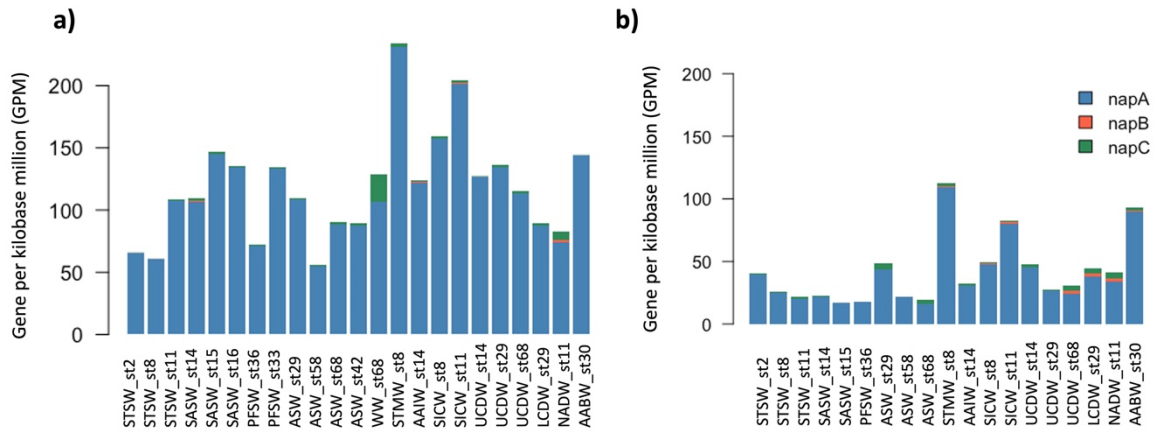 a)
Gene per kilobase million (GPM)
200
150
100
50
0
STSW_st2
STSW_st8
STSW_st11
SASW_st14
SASW_st15
SASW_st16
PFSW_st36
PFSW_st33
ASW_st29
ASW_st58
ASW_st68
ASW_st42
WW_st68
STMW_st8
AAIW_st14
SICW_st8
SICW_st11
UCDW_st14
UCDW_st29
UCDW_st68
LCDW_st29
NADW_st11
AABW_st30
b)
Gene per kilobase million (GPM)
200
150
100
50
0
napA
napB
napC
STSW_st2
STSW_st8
STSW_st11
SASW_st14
SASW_st15
PFSW_st36
ASW_st29
ASW_st58
ASW_st68
STMW_st8
AAIW_st14
SICW_st8
SICW_st11
UCDW_st14
UCDW_st29
UCDW_st68
LCDW_st29
NADW_st11
AABW_st30